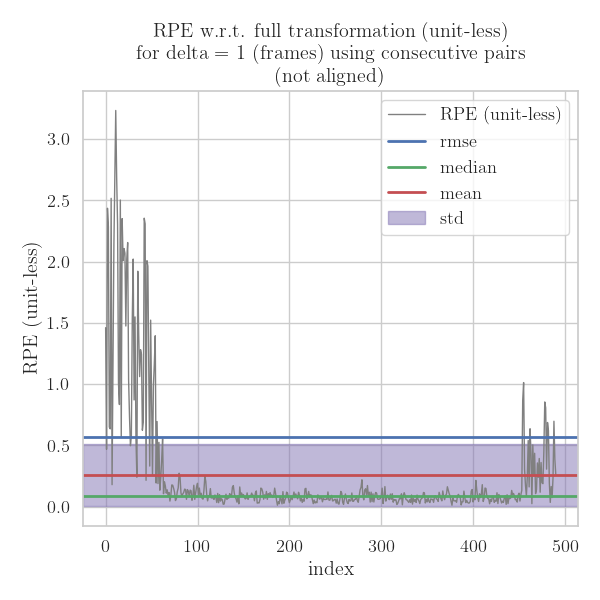 RPE w.r.t. full transformation (unit-less)
for delta = 1 (frames) using consecutive pairs
(not aligned)
RPE (unit-less)
rmse
median
mean
std
RPE (unit-less)
3.0
2.5
2.0
1.5
1.0
0.5
0.0
0
100
200
300
400
500
index